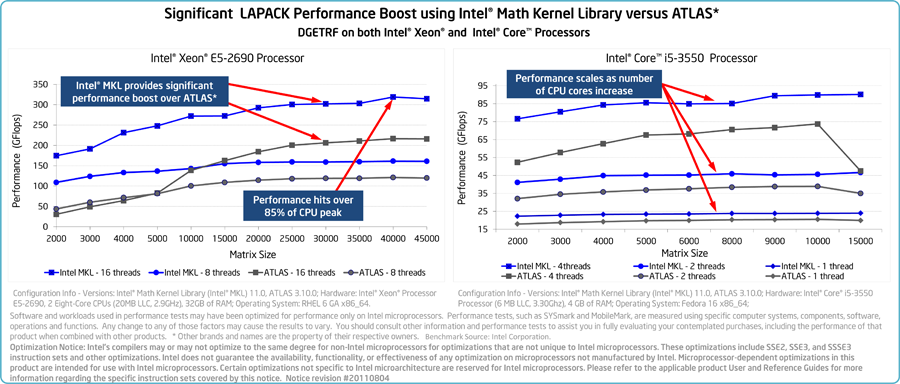 Significant LAPACK Performance Boost using Intel® Math Kernel Library versus ATLAS*
DGETRF on both Intel® Xeon® and Intel® Core™ Processors
Intel® Xeon® E5-2690 Processor
Performance (GFlops)
350
300
250
200
150
100
50
0
Intel® MKL provides significant
performance boost over ATLAS*
Performance hits over
85% of CPU peak
2000 3000 4000 5000 10000 15000 20000 25000 30000 35000 40000 45000
Matrix Size
Intel MKL - 16 threads Intel MKL - 8 threads ATLAS - 16 threads ATLAS - 8 threads
Intel® Core™ i5-3550 Processor
Performance (GFlops)
95
85
75
65
55
45
35
25
15
Performance scales as number
of CPU cores increase
2000 3000 4000 5000 6000 8000 9000 10000 15000
Matrix Size
Intel MKL - 4threads Intel MKL - 2 threads Intel MKL - 1 thread
ATLAS - 4 threads ATLAS - 2 threads ATLAS - 1 thread
Configuration Info - Versions: Intel® Math Kernel Library (Intel® MKL) 11.0, ATLAS 3.10.0; Hardware: Intel® Xeon® Processor
E5-2690, 2 Eight-Core CPUs (20MB LLC, 2.9GHz), 32GB of RAM; Operating System: RHEL 6 GA x86_64.
Configuration Info - Versions: Intel® Math Kernel Library (Intel® MKL) 11.0, ATLAS 3.10.0; Hardware: Intel® Core® i5-3550
Processor (6 MB LLC, 3.30Ghz), 4 GB of RAM; Operating System: Fedora 16 x86_64;
Software and workloads used in performance tests may have been optimized for performance only on Intel microprocessors. Performance tests, such as SYSmark and MobileMark, are measured using specific computer systems, components, software,
operations and functions. Any change to any of those factors may cause the results to vary. You should consult other information and performance tests to assist you in fully evaluating your contemplated purchases, including the performance of that
product when combined with other products. * Other brands and names are the property of their respective owners. Benchmark Source: Intel Corporation.
Optimization Notice: Intel's compilers may or may not optimize to the same degree for non-Intel microprocessors for optimizations that are not unique to Intel microprocessors. These optimizations include SSE2, SSE3, and SSSE3
instruction sets and other optimizations. Intel does not guarantee the availability, functionality, or effectiveness of any optimization on microprocessors not manufactured by Intel. Microprocessor-dependent optimizations in this
product are intended for use with Intel microprocessors. Certain optimizations not specific to Intel microarchitecture are reserved for Intel microprocessors. Please refer to the applicable product User and Reference Guides for more
information regarding the specific instruction sets covered by this notice. Notice revision #20110804